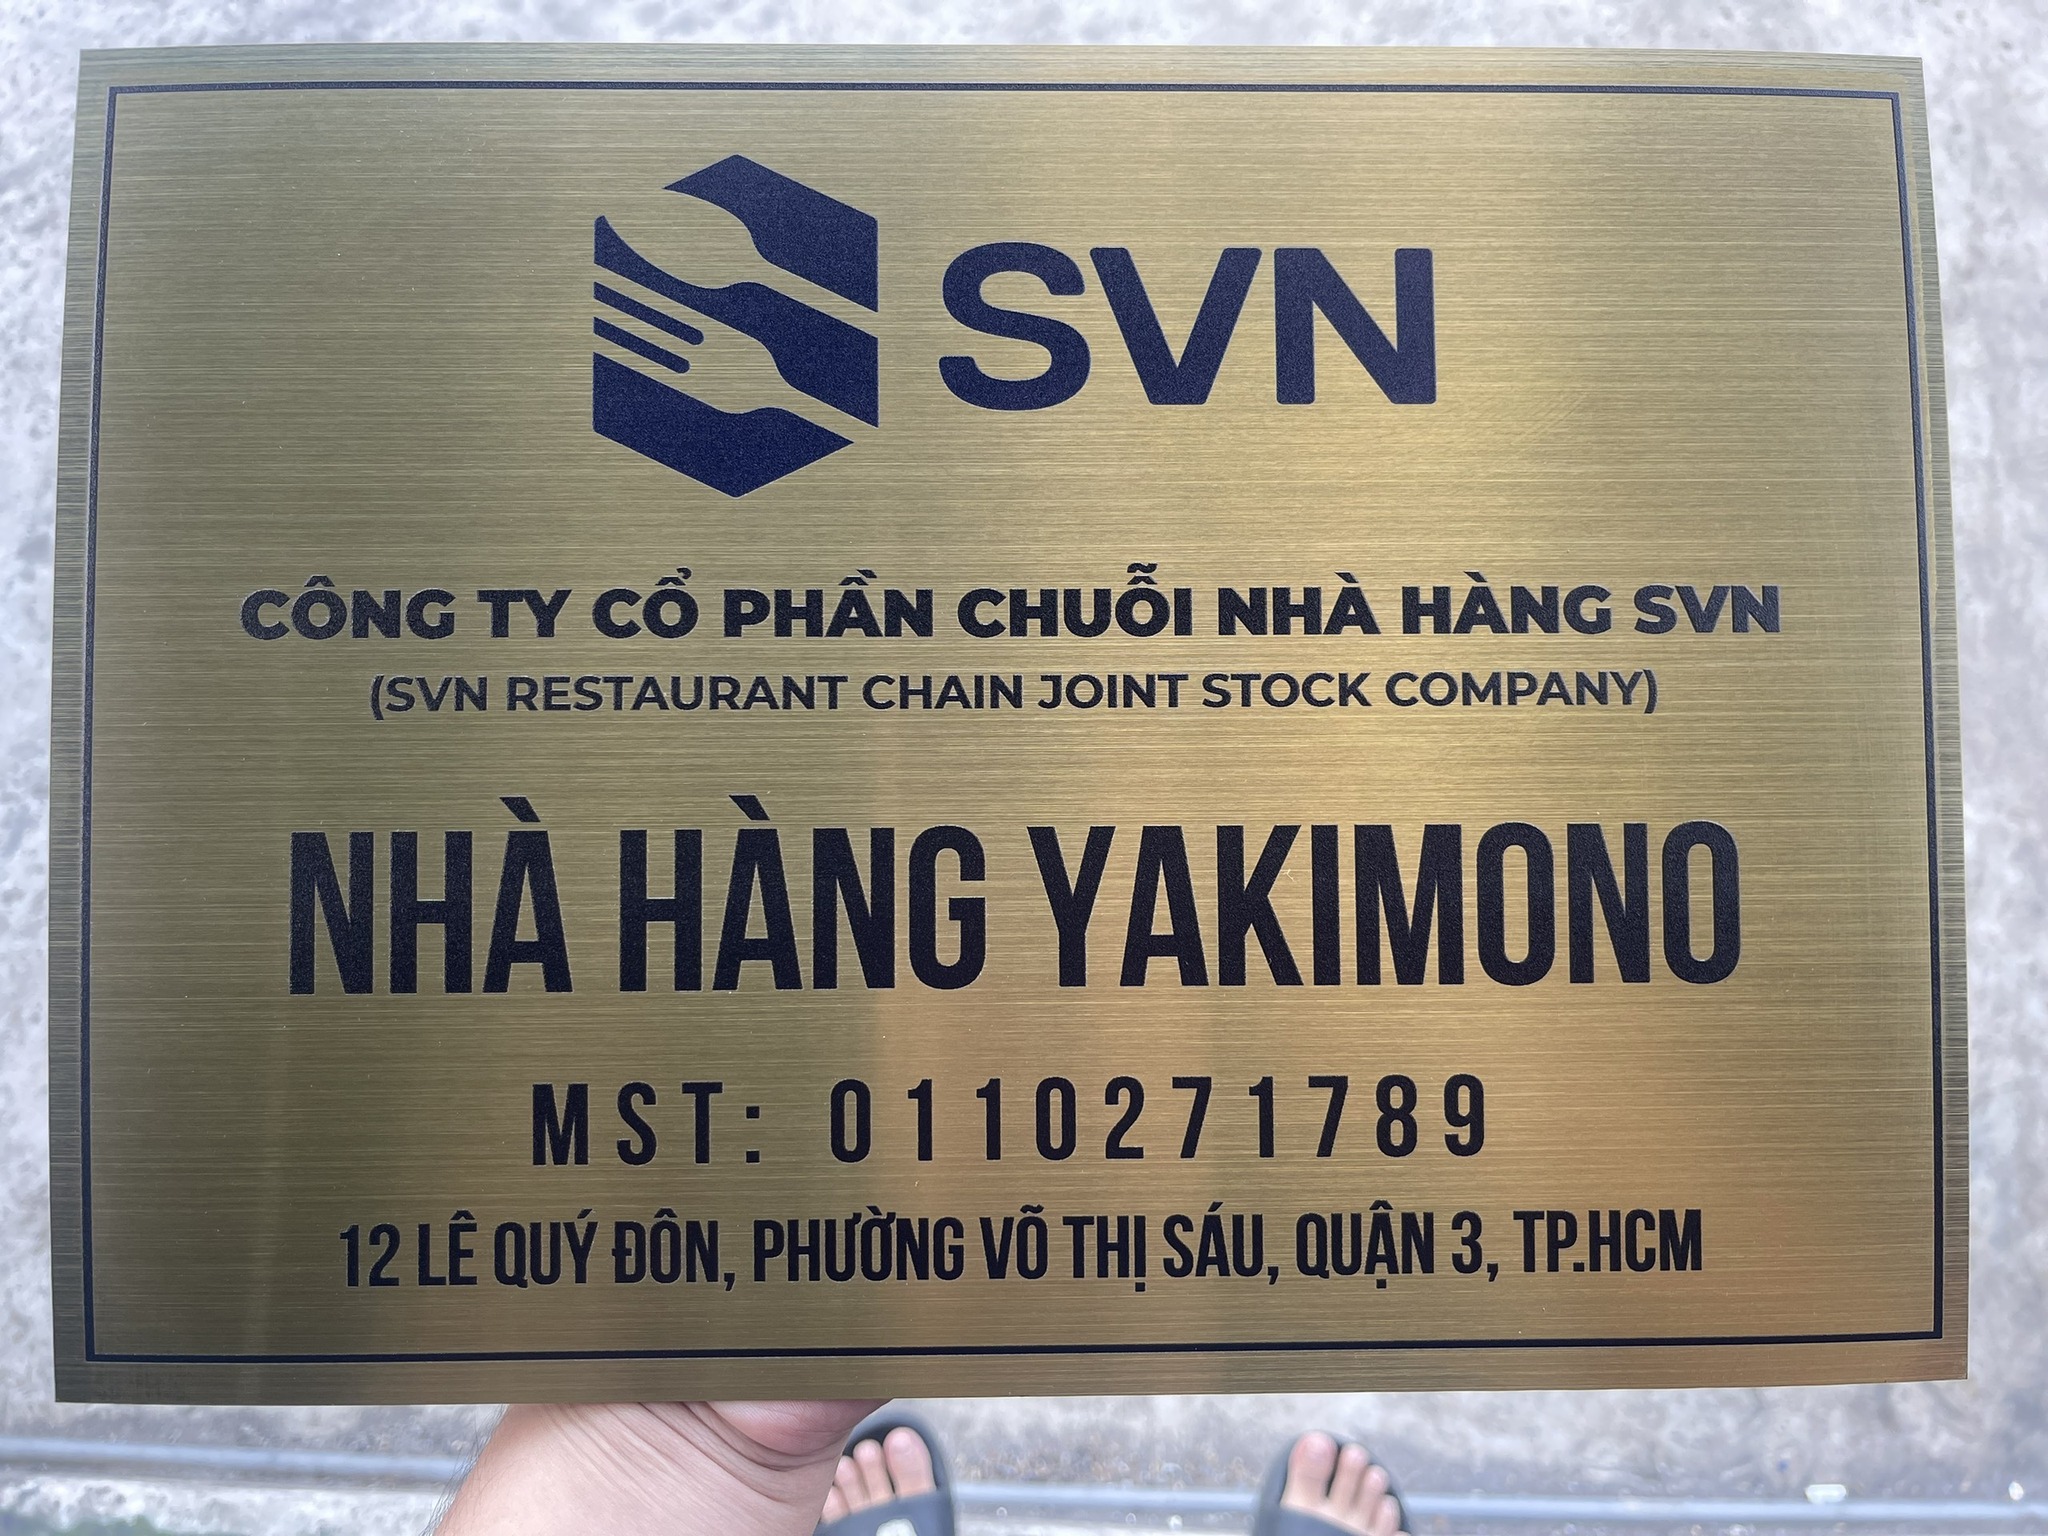 SVN
CÔNG TY CỔ PHẦN CHUỖI NHÀ HÀNG SVN
(SVN RESTAURANT CHAIN JOINT STOCK COMPANY)
NHÀ HÀNG YAKIMONO
MST: 0110271789
12 LÊ QUÝ ĐÔN, PHƯỜNG VÕ THỊ SÁU, QUẬN 3, TP.HCM